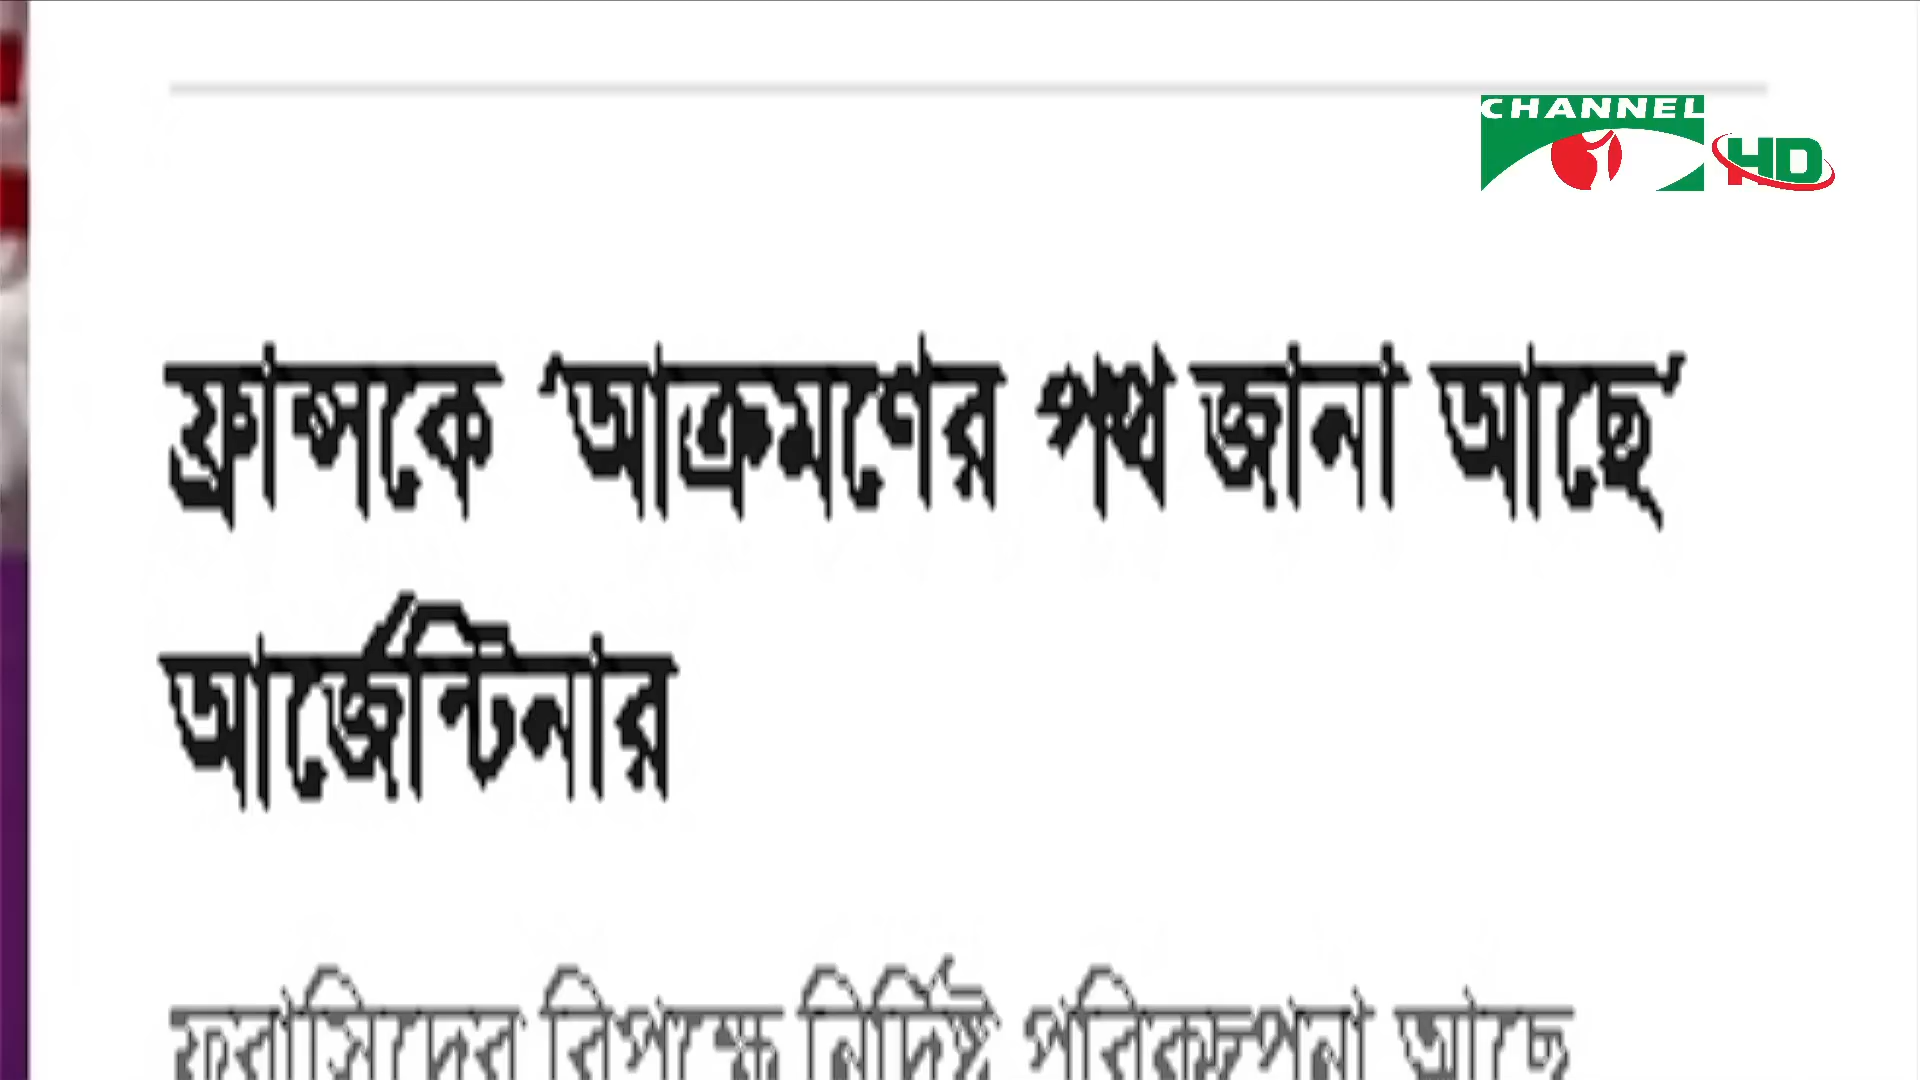 CHANNEL
HD
ফ্রান্সকে ‘আক্রমণের পথ জানা আছে’
আর্জেন্টিনার
ফরাসিদের বিপক্ষে নির্দিষ্ট পরিকল্পনা আছে